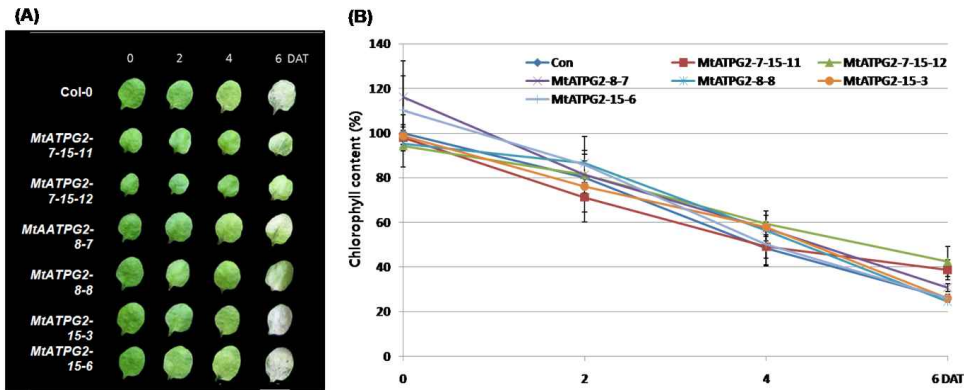 (A)
0 2 4 6 DAT
Col-0
MtATPG2-
7-15-11
MtATPG2-
7-15-12
MtAATPG2-
8-7
MtATPG2-
8-8
MtATPG2-
15-3
MtATPG2-
15-6
(B)
Chlorophyll content (%)
140
120
100
80
60
40
20
0
Con MtATPG2-7-15-11 MtATPG2-7-15-12
MtATPG2-8-7 MtATPG2-8-8 MtATPG2-15-3
MtATPG2-15-6
0 2 4 6 DAT